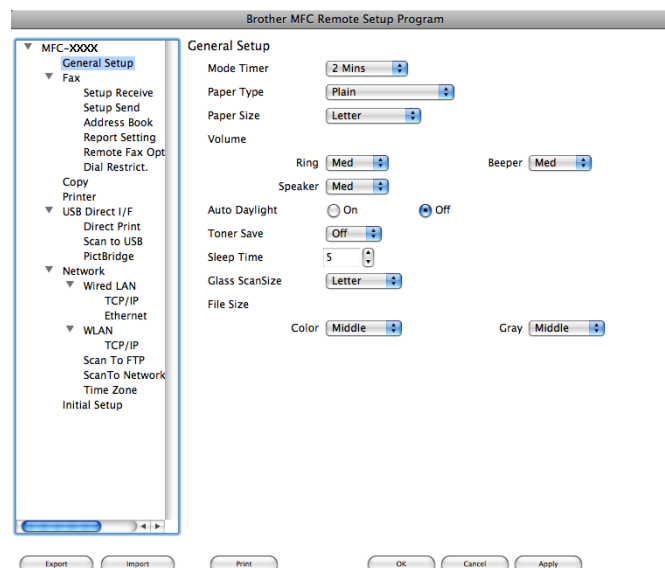 Brother MFC Remote Setup Program
MFC-XXXX
General Setup
Fax
Setup Receive
Setup Send
Address Book
Report Setting
Remote Fax Opt
Dial Restrict.
Copy
Printer
USB Direct I/F
Direct Print
Scan to USB
PictBridge
Network
Wired LAN
TCP/IP
Ethernet
WLAN
TCP/IP
Scan To FTP
ScanTo Network
Time Zone
Initial Setup
General Setup
Mode Timer 2 Mins
Paper Type Plain
Paper Size Letter
Volume
Ring Med Beeper Med
Speaker Med
Auto Daylight On Off
Toner Save Off
Sleep Time 5
Glass ScanSize Letter
File Size
Color Middle Gray Middle
Export Import Print OK Cancel Apply